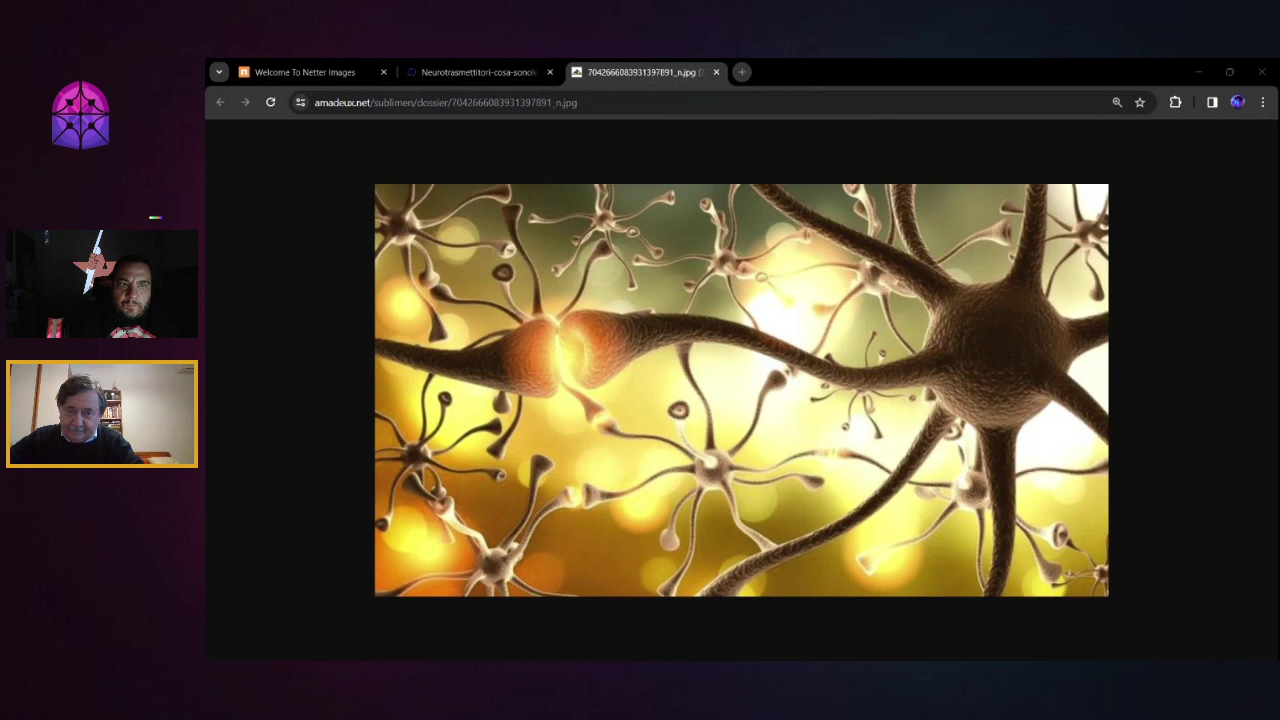 Welcome To Netter Images
Neurotrasmettitori-cosa-sono
7042666083931397891_n.jpg
amadeux.net/sublimen/dossier/7042666083931397891_n.jpg